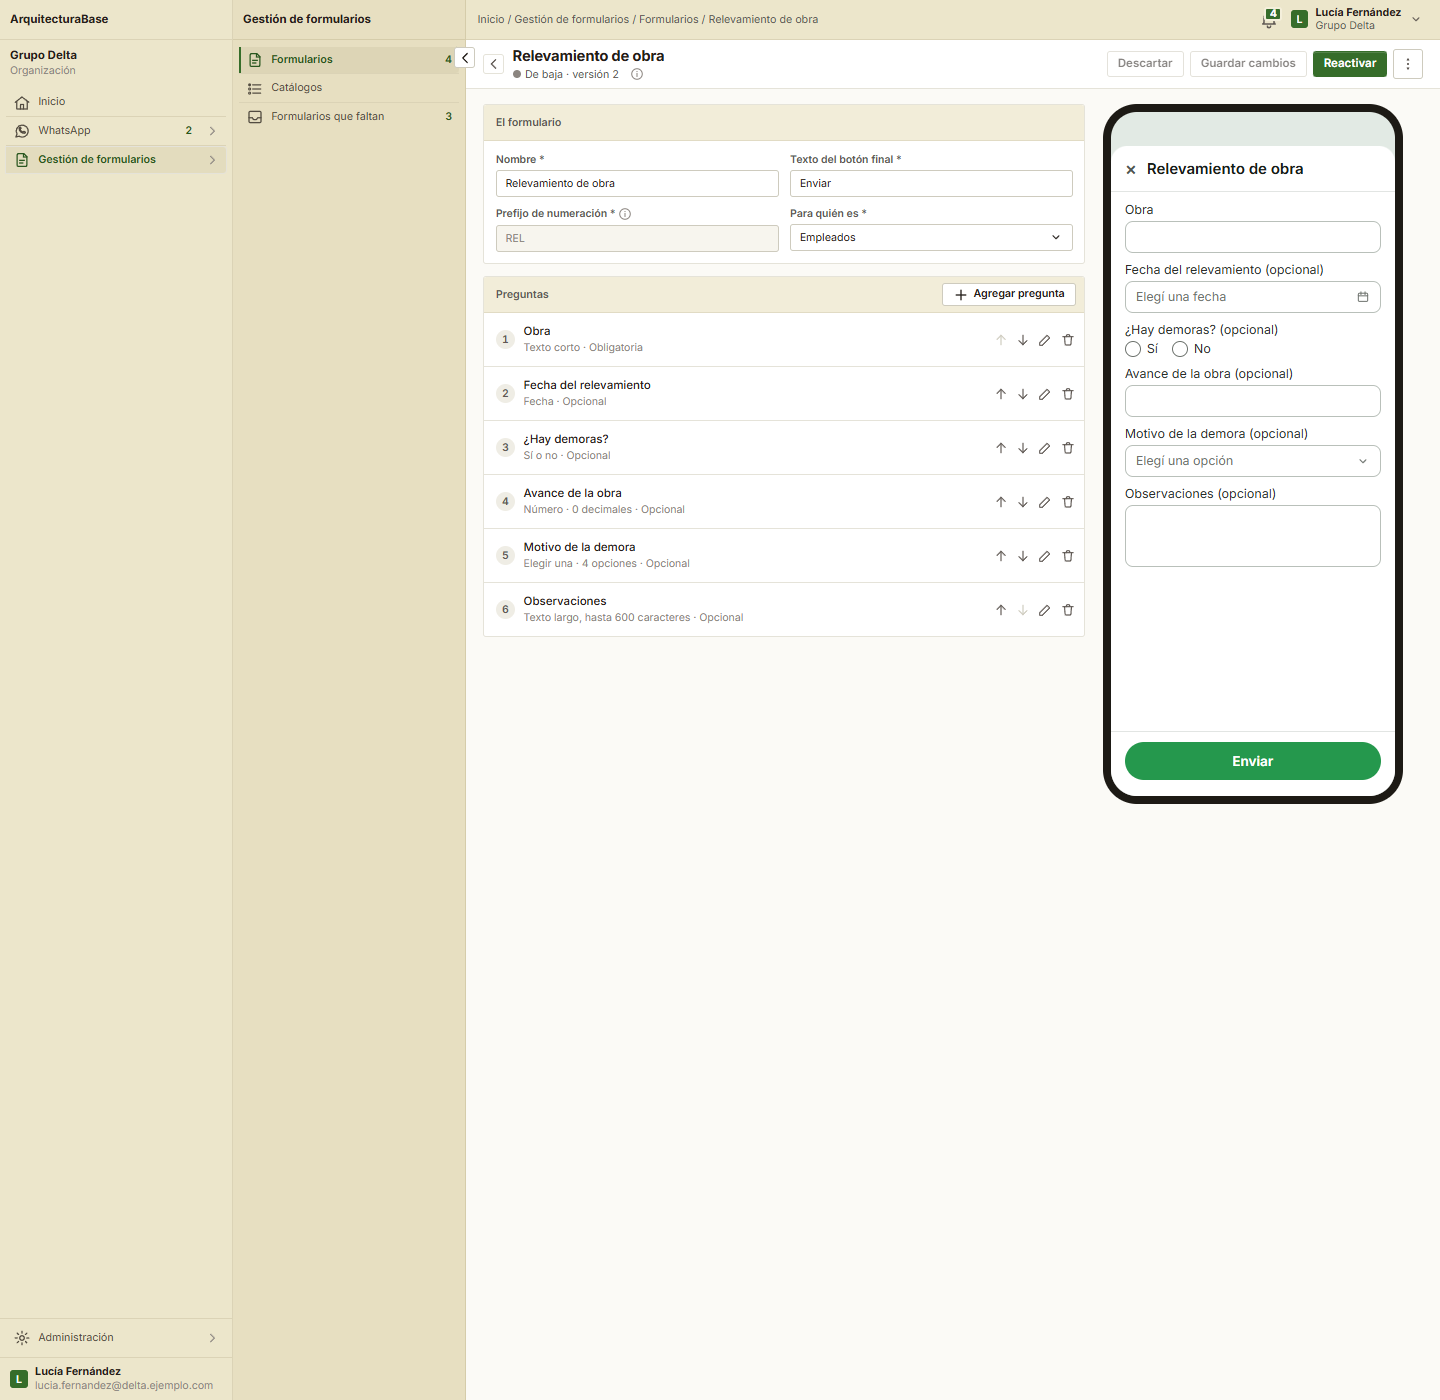 ArquitecturaBase
Grupo Delta
Organización
Inicio
WhatsApp 2
Gestión de formularios
Administración
L Lucía Fernández
lucia.fernandez@delta.ejemplo.com
Gestión de formularios
Formularios 4
Catálogos
Formularios que faltan 3
Inicio / Gestión de formularios / Formularios / Relevamiento de obra
4
L Lucía Fernández
Grupo Delta
Relevamiento de obra
De baja · versión 2
Descartar
Guardar cambios
Reactivar
El formulario
Nombre *
Relevamiento de obra
Texto del botón final *
Enviar
Prefijo de numeración *
REL
Para quién es *
Empleados
Preguntas
Agregar pregunta
1 Obra
Texto corto · Obligatoria
2 Fecha del relevamiento
Fecha · Opcional
3 ¿Hay demoras?
Sí o no · Opcional
4 Avance de la obra
Número · 0 decimales · Opcional
5 Motivo de la demora
Elegir una · 4 opciones · Opcional
6 Observaciones
Texto largo, hasta 600 caracteres · Opcional
Relevamiento de obra
Obra
Fecha del relevamiento (opcional)
Elegí una fecha
¿Hay demoras? (opcional)
Sí No
Avance de la obra (opcional)
Motivo de la demora (opcional)
Elegí una opción
Observaciones (opcional)
Enviar